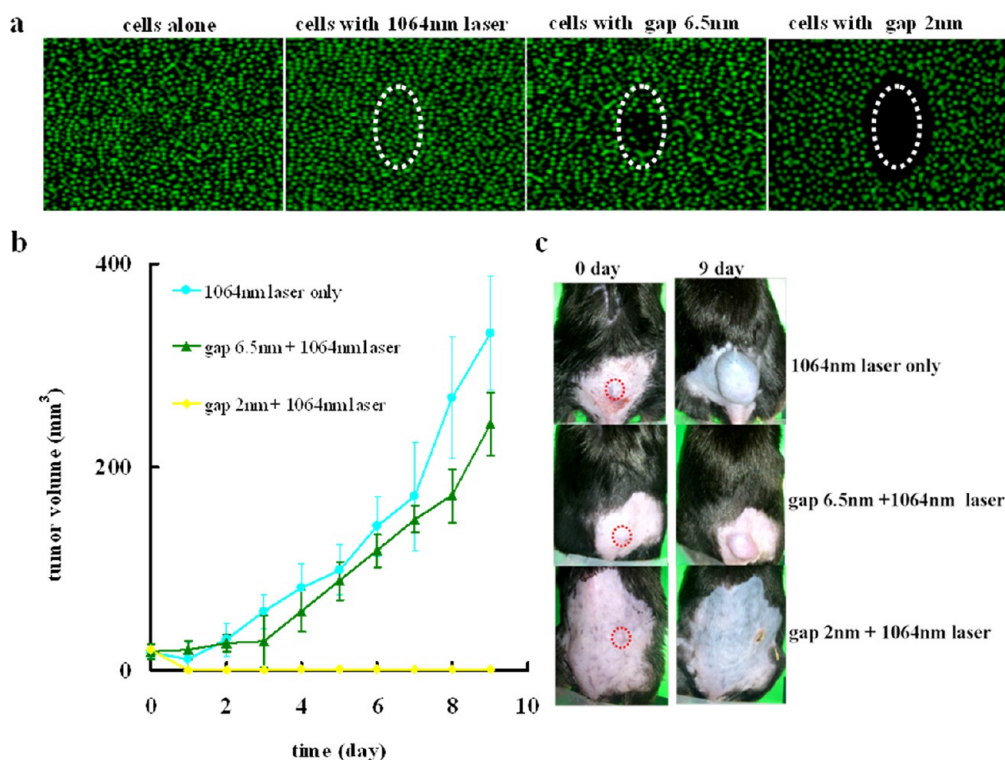 a
cells alone
cells with 1064nm laser
cells with gap 6.5nm
cells with gap 2nm
b
400
200
0
tumor volume (mm3)
1064nm laser only
gap 6.5nm + 1064nm laser
gap 2nm + 1064nm laser
0 2 4 6 8 10
time (day)
c
0 day
9 day
1064nm laser only
gap 6.5nm +1064nm laser
gap 2nm + 1064nm laser